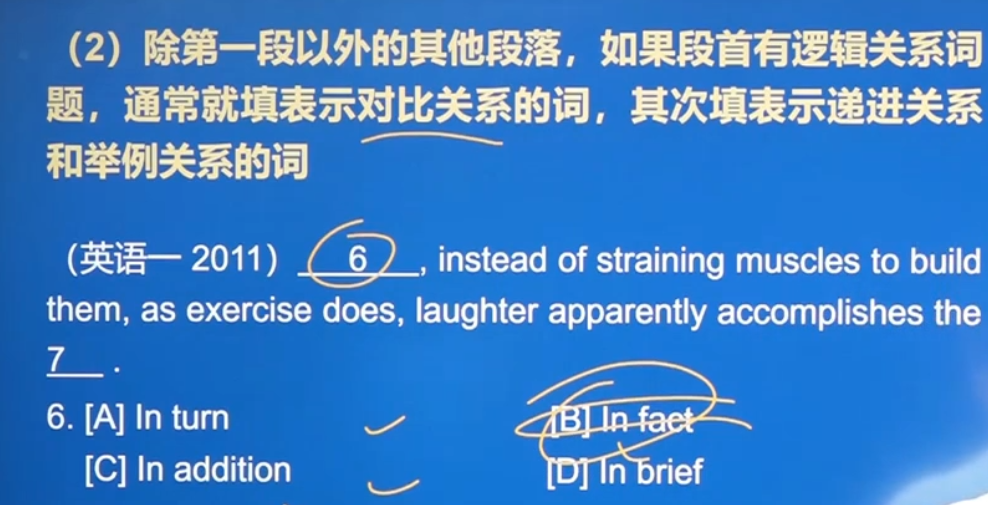 （2）除第一段以外的其他段落，如果段首有逻辑关系词
题，通常就填表示对比关系的词，其次填表示递进关系
和举例关系的词
（英语一 2011） 6 , instead of straining muscles to build
them, as exercise does, laughter apparently accomplishes the
7 .
6. [A] In turn [B] In fact
[C] In addition [D] In brief